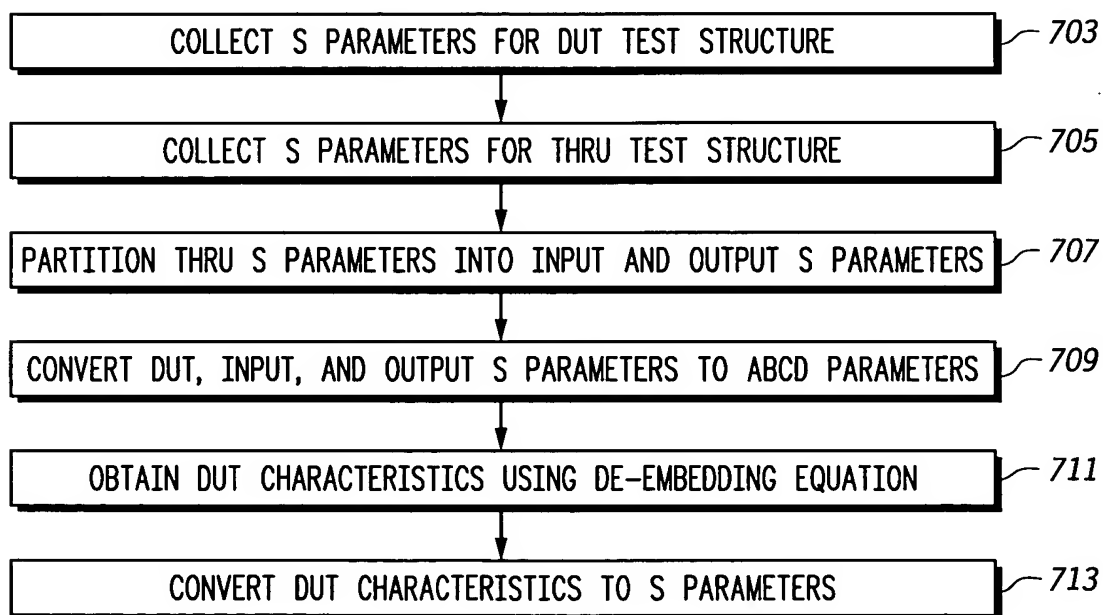 COLLECT S PARAMETERS FOR DUT TEST STRUCTURE 703
COLLECT S PARAMETERS FOR THRU TEST STRUCTURE 705
PARTITION THRU S PARAMETERS INTO INPUT AND OUTPUT S PARAMETERS 707
CONVERT DUT, INPUT, AND OUTPUT S PARAMETERS TO ABCD PARAMETERS 709
OBTAIN DUT CHARACTERISTICS USING DE-EMBEDDING EQUATION 711
CONVERT DUT CHARACTERISTICS TO S PARAMETERS 713